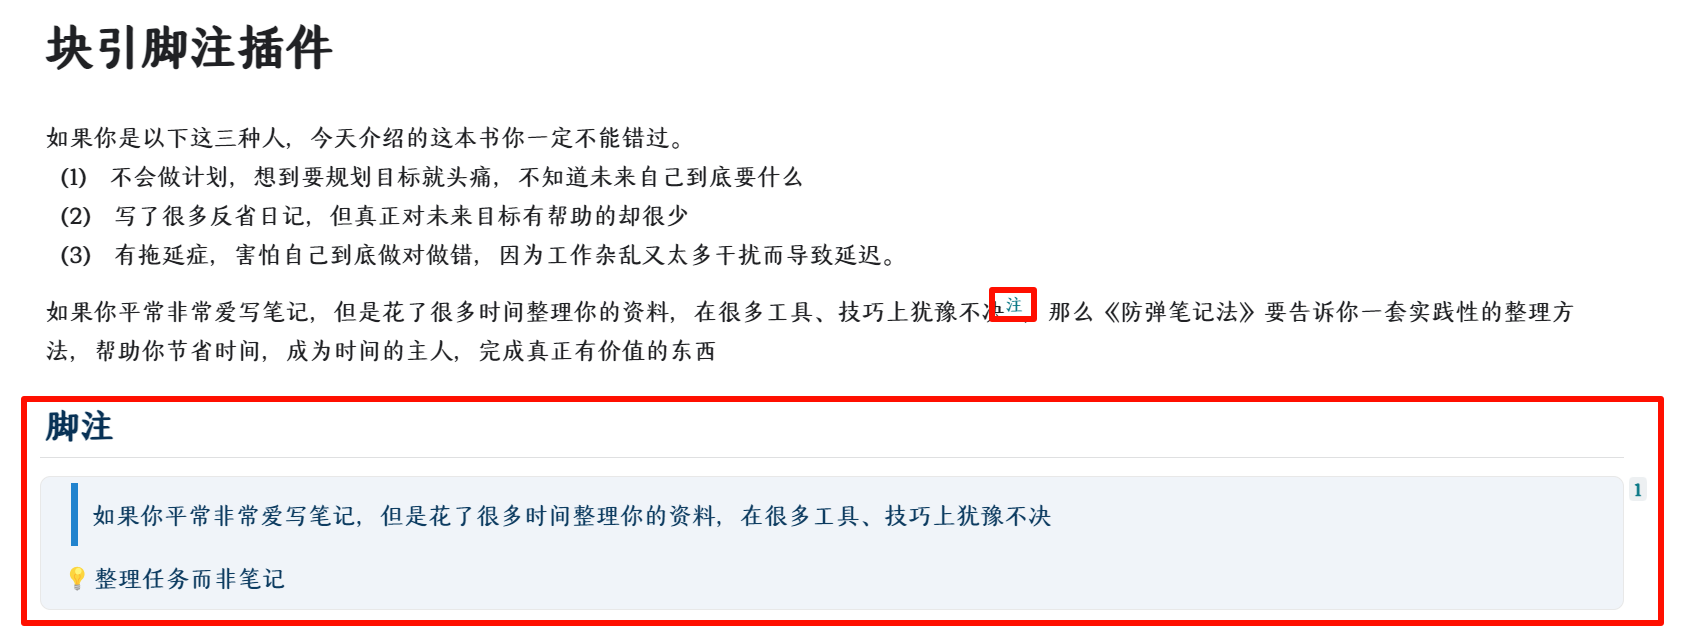 块引脚注插件
如果你是以下这三种人，今天介绍的这本书你一定不能错过。
(1) 不会做计划，想到要规划目标就头痛，不知道未来自己到底要什么
(2) 写了很多反省日记，但真正对未来目标有帮助的却很少
(3) 有拖延症，害怕自己到底做对做错，因为工作杂乱又太多干扰而导致延迟。
如果你平常非常爱写笔记，但是花了很多时间整理你的资料，在很多工具、技巧上犹豫不决注，那么《防弹笔记法》要告诉你一套实践性的整理方
法，帮助你节省时间，成为时间的主人，完成真正有价值的东西
脚注
1
如果你平常非常爱写笔记，但是花了很多时间整理你的资料，在很多工具、技巧上犹豫不决
💡 整理任务而非笔记